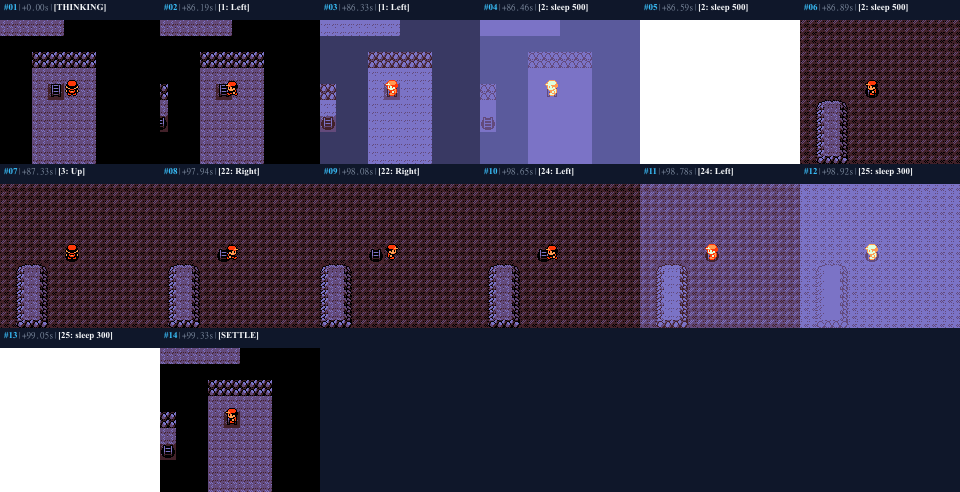 #01|+0.00s|[THINKING]
#02|+86.19s|[1: Left]
#03|+86.33s|[1: Left]
#04|+86.46s|[2: sleep 500]
#05|+86.59s|[2: sleep 500]
#06|+86.89s|[2: sleep 500]
#07|+87.33s|[3: Up]
#08|+97.94s|[22: Right]
#09|+98.08s|[22: Right]
#10|+98.65s|[24: Left]
#11|+98.78s|[24: Left]
#12|+98.92s|[25: sleep 300]
#13|+99.05s|[25: sleep 300]
#14|+99.33s|[SETTLE]